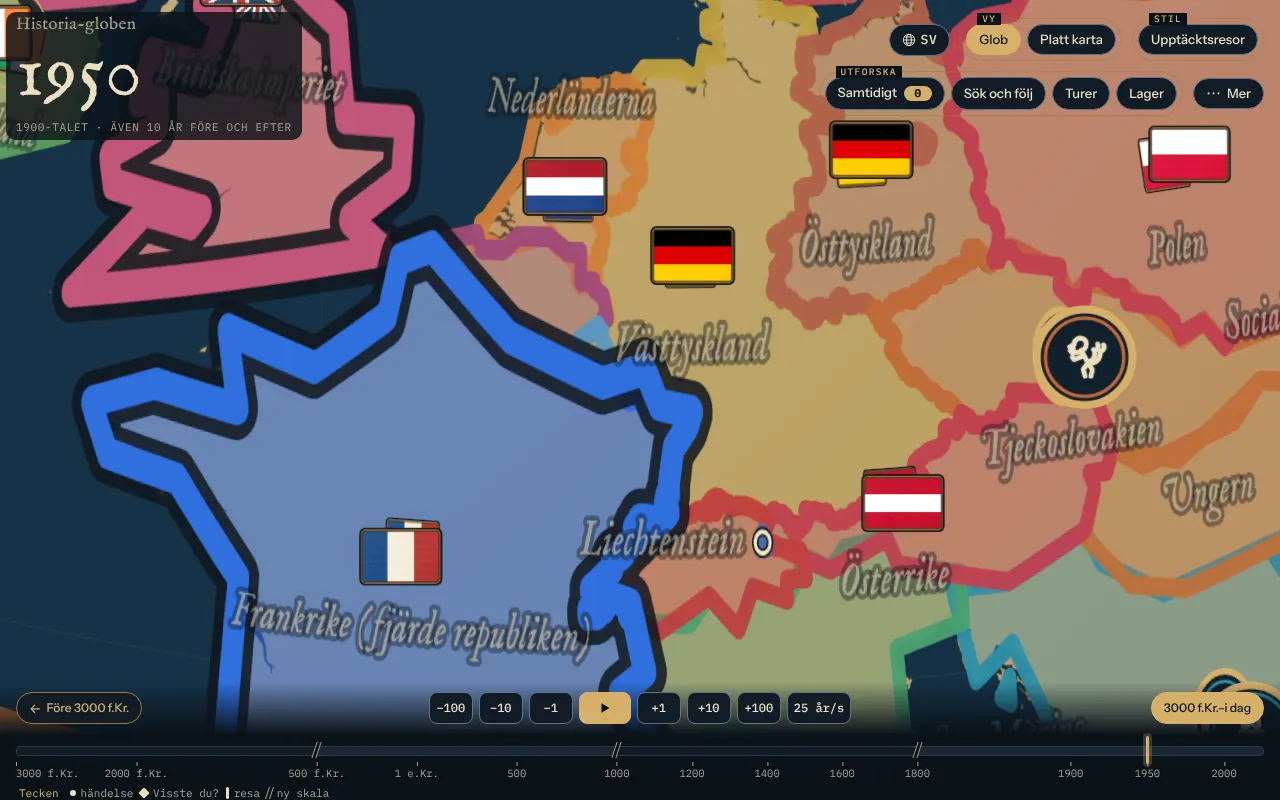 Historia-globen
1950
1900-TALET · ÄVEN 10 ÅR FÖRE OCH EFTER
Brittiska imperiet
SV
VY
Glob
Platt karta
STIL
Upptäcktsresor
UTFORSKA
Samtidigt 0
Sök och följ
Turer
Lager
··· Mer
Nederländerna
Östtyskland
Polen
Västtyskland
Tjeckoslovakien
Ungern
Liechtenstein
Österrike
Frankrike (fjärde republiken)
← Före 3000 f.Kr.
−100
−10
−1
+1
+10
+100
25 år/s
3000 f.Kr.–i dag
3000 f.Kr.
2000 f.Kr.
500 f.Kr.
1 e.Kr.
500
1000
1200
1400
1600
1800
1900
1950
2000
Tecken
händelse
Visste du?
resa
// ny skala